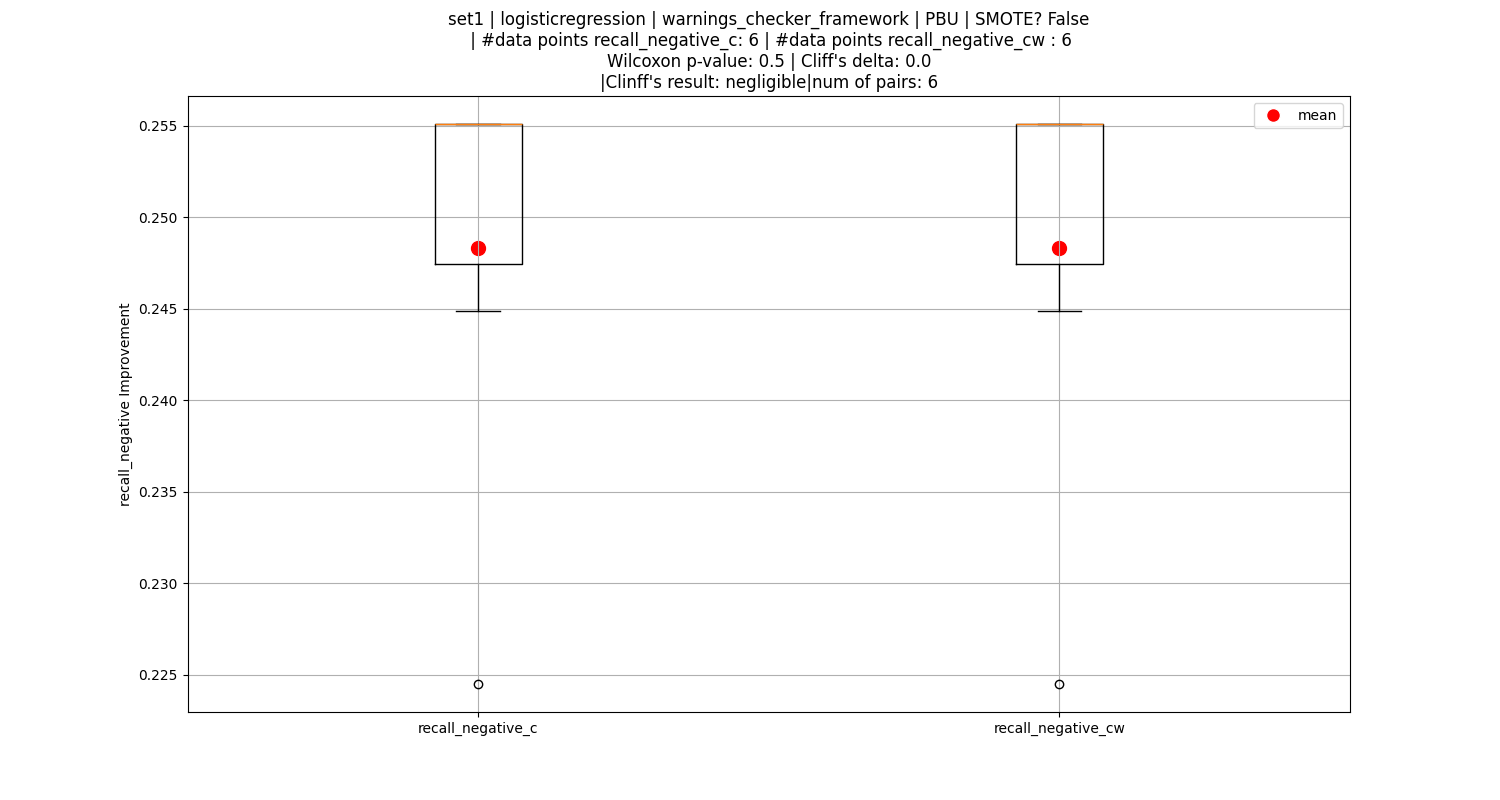 set1 | logisticregression | warnings_checker_framework | PBU | SMOTE? False
| #data points recall_negative_c: 6 | #data points recall_negative_cw : 6
Wilcoxon p-value: 0.5 | Cliff's delta: 0.0
|Clinff's result: negligible|num of pairs: 6
mean
0.255
0.250
0.245
0.240
0.235
0.230
0.225
recall_negative Improvement
recall_negative_c
recall_negative_cw